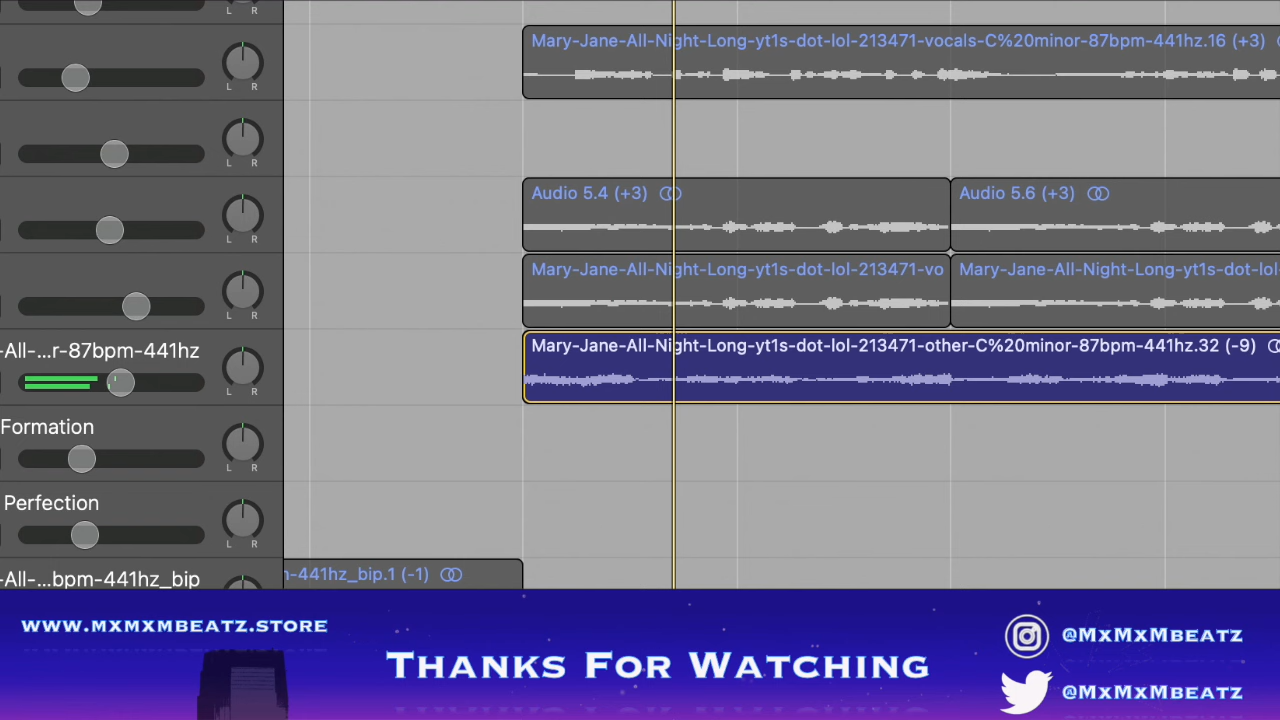 L R
Mary-Jane-All-Night-Long-yt1s-dot-lol-213471-vocals-C%20minor-87bpm-441hz.16 (+3)
L R
L R
Audio 5.4 (+3)
Audio 5.6 (+3)
L R
Mary-Jane-All-Night-Long-yt1s-dot-lol-213471-vo
Mary-Jane-All-Night-Long-yt1s-dot-lol
L R
-All-...r-87bpm-441hz
Mary-Jane-All-Night-Long-yt1s-dot-lol-213471-other-C%20minor-87bpm-441hz.32 (-9)
L R
Formation
L R
Perfection
L R
-All-...bpm-441hz_bip
-441hz_bip.1 (-1)
WWW.MXMXMBEATZ.STORE
THANKS FOR WATCHING
@MXMXMBEATZ
@MXMXMBEATZ